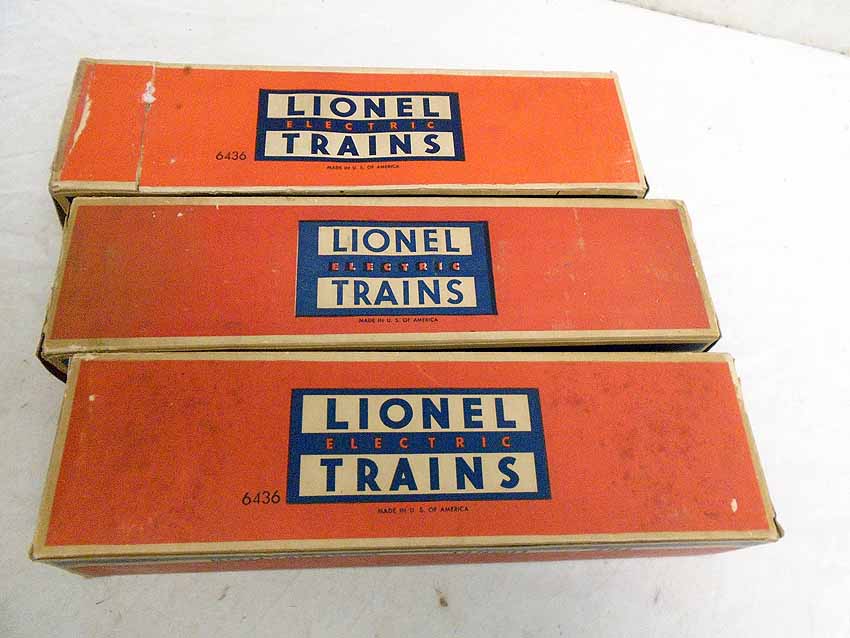 LIONEL
ELECTRIC
TRAINS
6436
MADE IN U. S. OF AMERICA
LIONEL
ELECTRIC
TRAINS
MADE IN U. S. OF AMERICA
LIONEL
ELECTRIC
TRAINS
6436
MADE IN U. S. OF AMERICA